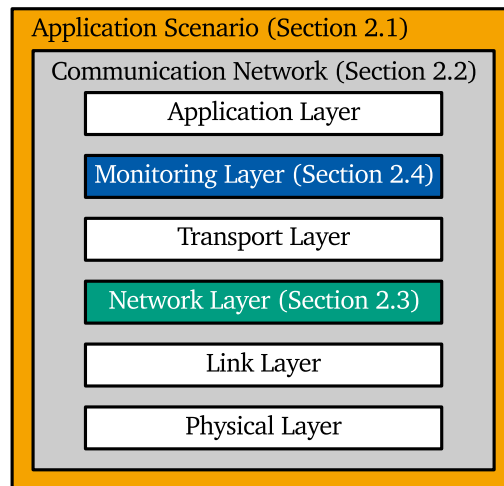 Application Scenario (Section 2.1)
Communication Network (Section 2.2)
Application Layer
Monitoring Layer (Section 2.4)
Transport Layer
Network Layer (Section 2.3)
Link Layer
Physical Layer